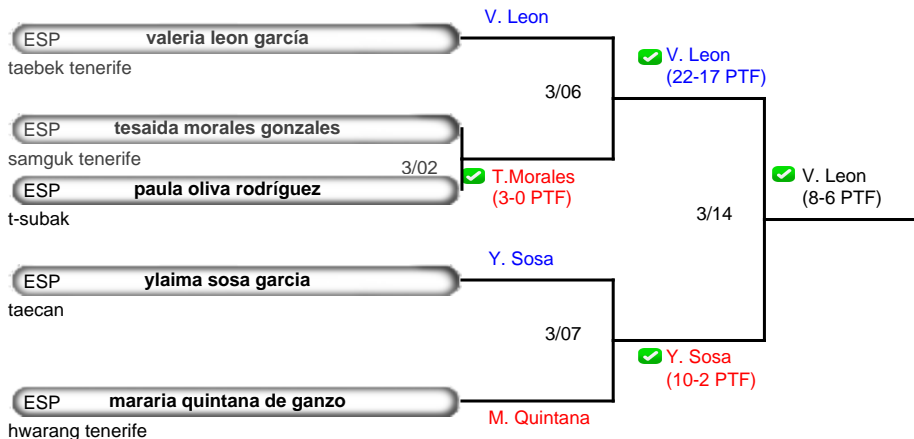 V. Leon
ESP valeria leon garcía
taebek tenerife
V. Leon
(22-17 PTF)
3/06
ESP tesaida morales gonzales
samguk tenerife
3/02
T.Morales
(3-0 PTF)
ESP paula oliva rodríguez
t-subak
V. Leon
(8-6 PTF)
3/14
Y. Sosa
ESP ylaima sosa garcia
taecan
3/07
Y. Sosa
(10-2 PTF)
ESP mararia quintana de ganzo
M. Quintana
hwarang tenerife